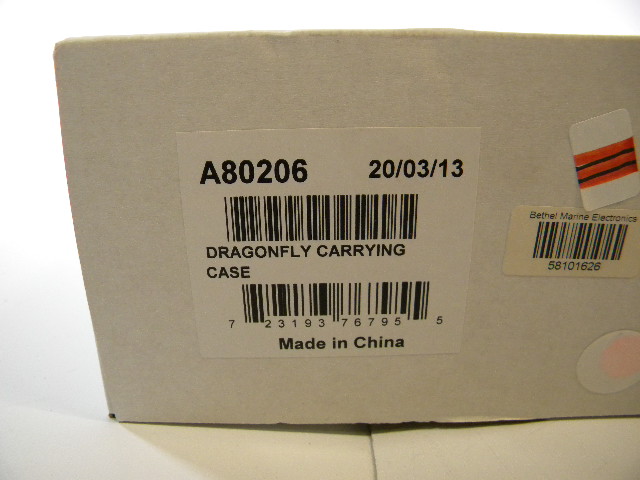 A80206 20/03/13
DRAGONFLY CARRYING
CASE
7 23193 76795 5
Made in China
Bethel Marine Electronics
58101626